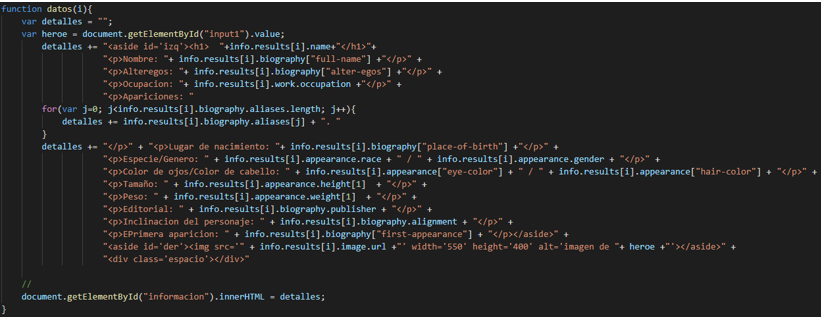 function datos(i){
    var detalles = "";
    var heroe = document.getElementById("input1").value;
        detalles += "<aside id='izq'><h1>  "+info.results[i].name+"</h1>"+
                    "<p>Nombre: "+ info.results[i].biography["full-name"] +"</p>" +
                    "<p>Alteregos: "+ info.results[i].biography["alter-egos"] +"</p>" +
                    "<p>Ocupacion: "+ info.results[i].work.occupation +"</p>" +
                    "<p>Apariciones: "
        for(var j=0; j<info.results[i].biography.aliases.length; j++){
            detalles += info.results[i].biography.aliases[j] + ". "
        }
        detalles += "</p>" + "<p>Lugar de nacimiento: "+ info.results[i].biography["place-of-birth"] +"</p>" +
                    "<p>Especie/Genero: " + info.results[i].appearance.race + " / " + info.results[i].appearance.gender + "</p>" +
                    "<p>Color de ojos/Color de cabello: " + info.results[i].appearance["eye-color"] + " / " + info.results[i].appearance["hair-color"] + "</p>" +
                    "<p>Tamaño: " + info.results[i].appearance.height[1]  + "</p>" +
                    "<p>Peso: " + info.results[i].appearance.weight[1]  + "</p>" +
                    "<p>Editorial: " + info.results[i].biography.publisher + "</p>" +
                    "<p>Inclinacion del personaje: " + info.results[i].biography.alignment + "</p>" +
                    "<p>EPrimera aparicion: " + info.results[i].biography["first-appearance"] + "</p></aside>" +
                    "<aside id='der'><img src='" + info.results[i].image.url +"' width='550' height='400' alt='imagen de "+ heroe +"'></aside>" +
                    "<div class='espacio'></div>"
    //
    document.getElementById("informacion").innerHTML = detalles;
}